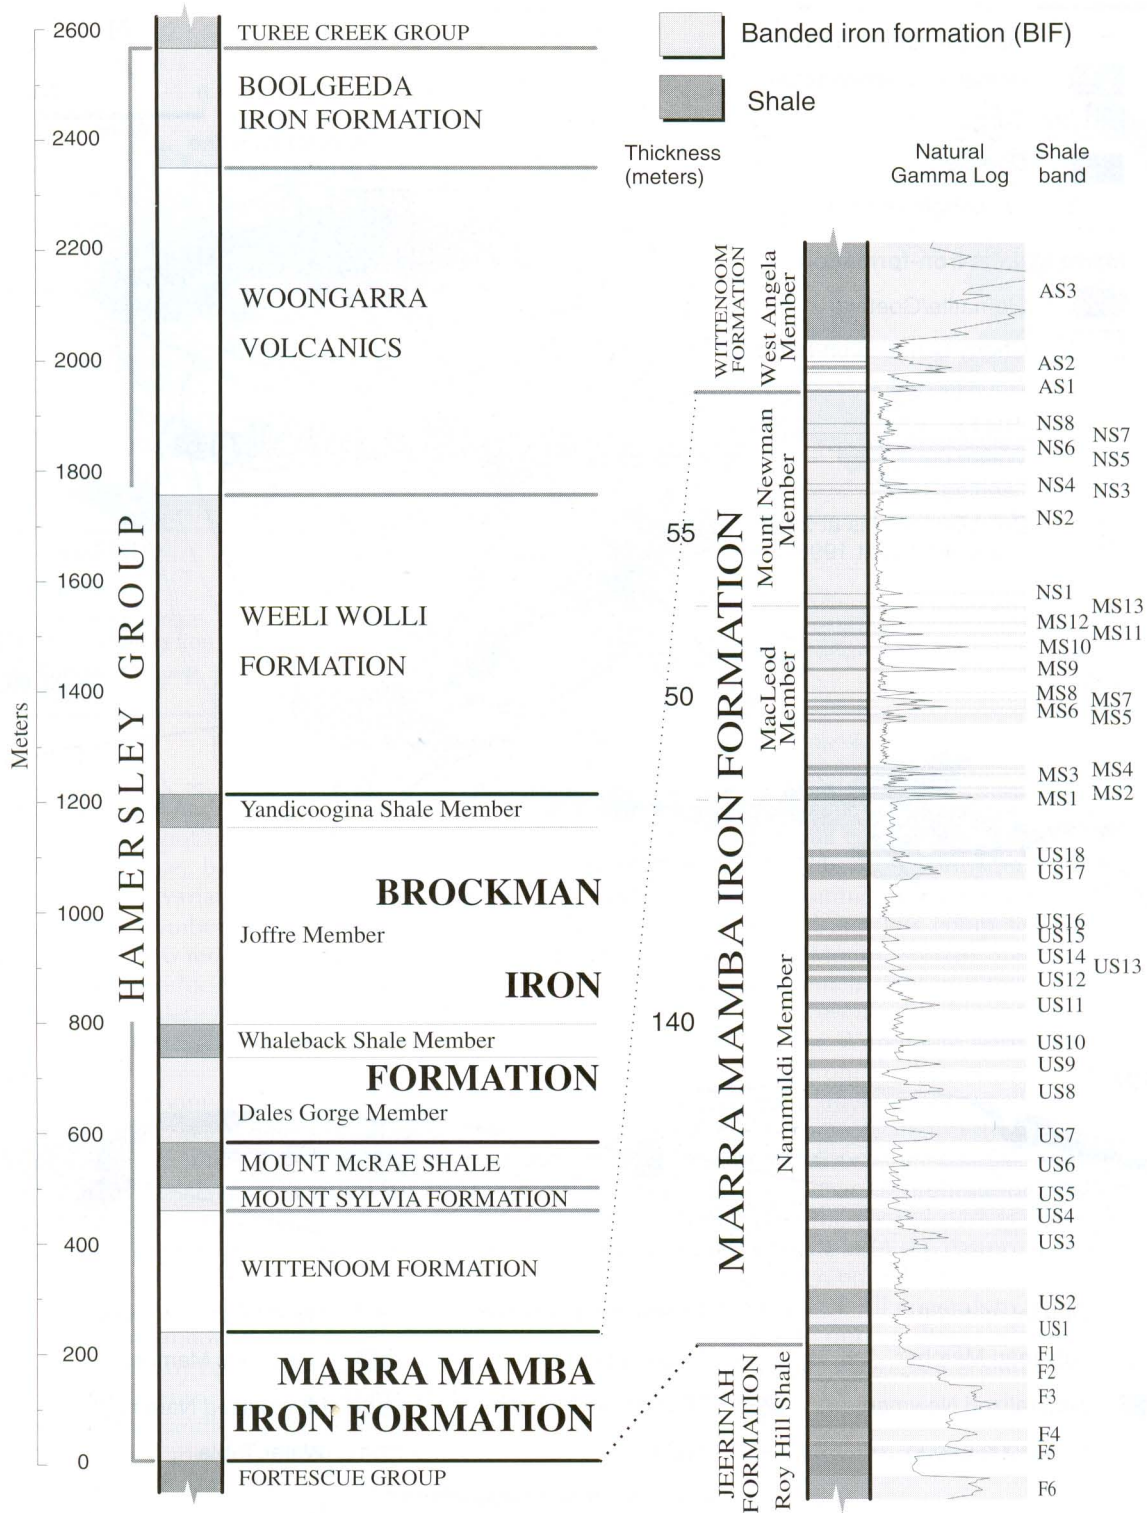 2600
2400
2200
2000
1800
1600
1400
1200
1000
800
600
400
200
0
Meters
HAMERSLEY GROUP
TUREE CREEK GROUP
BOOLGEEDA
IRON FORMATION
WOONGARRA
VOLCANICS
WEELI WOLLI
FORMATION
Yandicoogina Shale Member
BROCKMAN
Joffre Member
IRON
Whaleback Shale Member
FORMATION
Dales Gorge Member
MOUNT McRAE SHALE
MOUNT SYLVIA FORMATION
WITTENOOM FORMATION
MARRA MAMBA
IRON FORMATION
FORTESCUE GROUP
Banded iron formation (BIF)
Shale
Thickness
(meters)
Natural
Gamma Log
Shale
band
55
50
140
WITTENOOM
FORMATION
West Angela
Member
MARRA MAMBA IRON FORMATION
Mount Newman
Member
MacLeod
Member
Nammuldi Member
JEERINAH
FORMATION
Roy Hill Shale
AS3
AS2
AS1
NS8
NS7
NS6
NS5
NS4
NS3
NS2
NS1
MS13
MS12
MS11
MS10
MS9
MS8
MS7
MS6
MS5
MS4
MS3
MS2
MS1
US18
US17
US16
US15
US14
US13
US12
US11
US10
US9
US8
US7
US6
US5
US4
US3
US2
US1
F1
F2
F3
F4
F5
F6